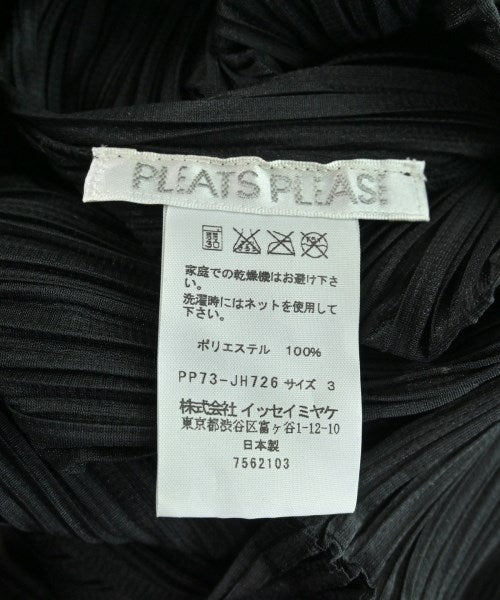 PLEATS PLEASE
家庭での乾燥機はお避け下さ
い。
洗濯時にはネットを使用して
下さい。
ポリエステル 100%
PP73-JH726 サイズ 3
株式会社 イッセイミヤケ
東京都渋谷区富ヶ谷1-12-10
日本製
7562103